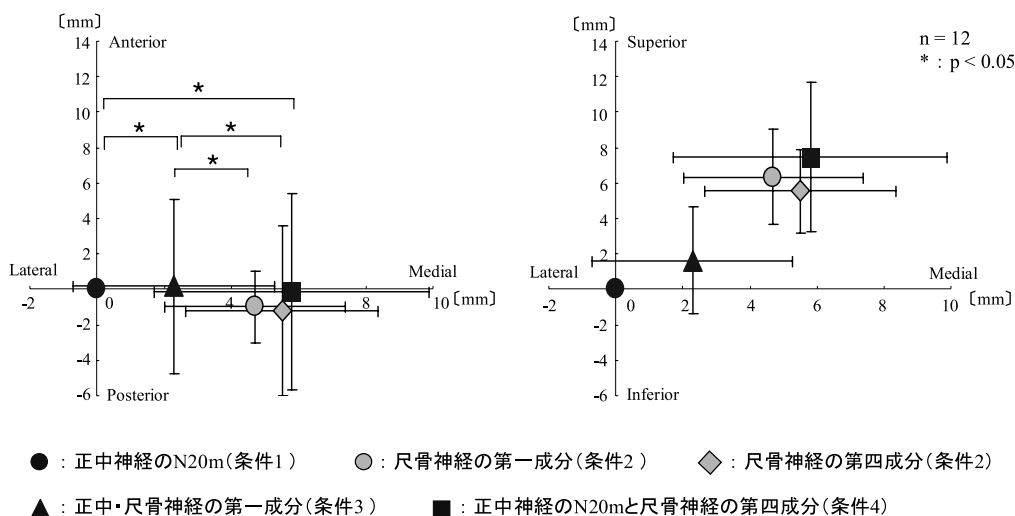 〔mm〕
14
Anterior
12
10
8
6
4
2
Lateral
Medial
-2
0
4
8
10〔mm〕
-2
-4
Posterior
-6
*
*
*
*
〔mm〕
14
Superior
12
10
8
6
4
2
Lateral
Medial
-2
0
2
4
6
8
10〔mm〕
-2
-4
Inferior
-6
n = 12
* : p < 0.05
● : 正中神経のN20m(条件1)
● : 尺骨神経の第一成分(条件2)
◆ : 尺骨神経の第四成分(条件2)
▲ : 正中・尺骨神経の第一成分(条件3)
■ : 正中神経のN20mと尺骨神経の第四成分(条件4)